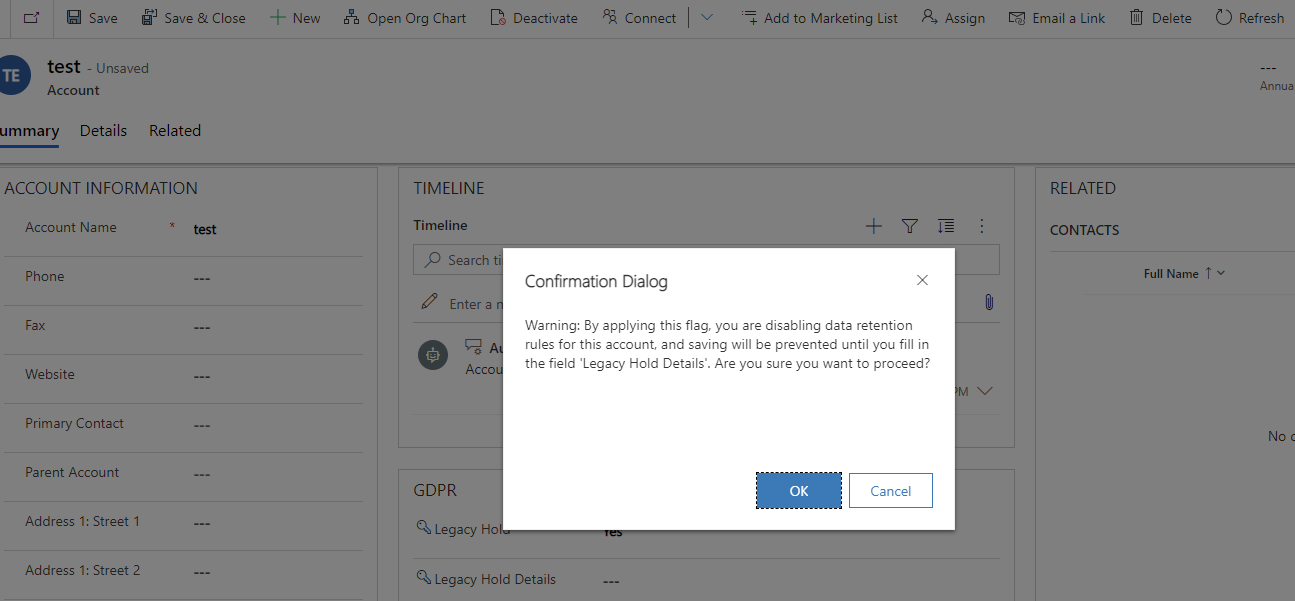 Save
Save & Close
New
Open Org Chart
Deactivate
Connect
Add to Marketing List
Assign
Email a Link
Delete
Refresh
TE
test - Unsaved
Account
---
Annua
ummary
Details
Related
ACCOUNT INFORMATION
Account Name * test
Phone ---
Fax ---
Website ---
Primary Contact ---
Parent Account ---
Address 1: Street 1 ---
Address 1: Street 2 ---
TIMELINE
Timeline
Search ti
Enter a n
Au
Accou
PM
Confirmation Dialog
Warning: By applying this flag, you are disabling data retention
rules for this account, and saving will be prevented until you fill in
the field 'Legacy Hold Details'. Are you sure you want to proceed?
OK
Cancel
GDPR
Legacy Hold Yes
Legacy Hold Details ---
RELATED
CONTACTS
Full Name
No